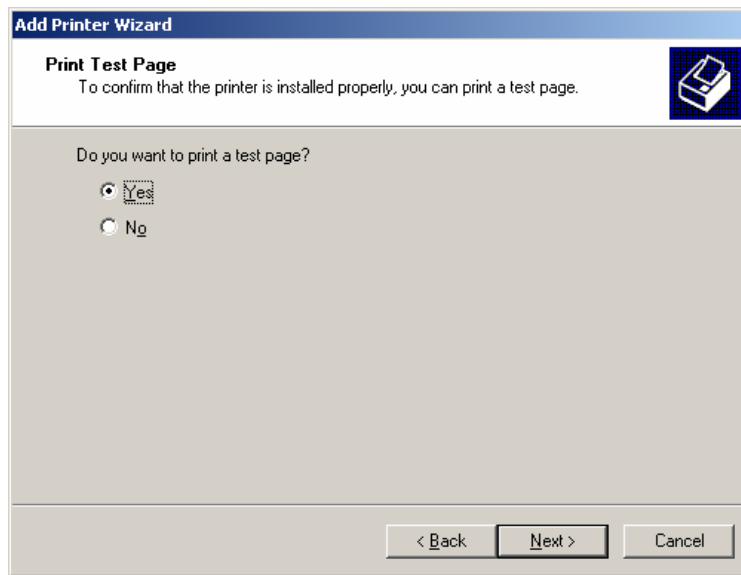 Add Printer Wizard
Print Test Page
To confirm that the printer is installed properly, you can print a test page.
Do you want to print a test page?
Yes
No
< Back
Next >
Cancel